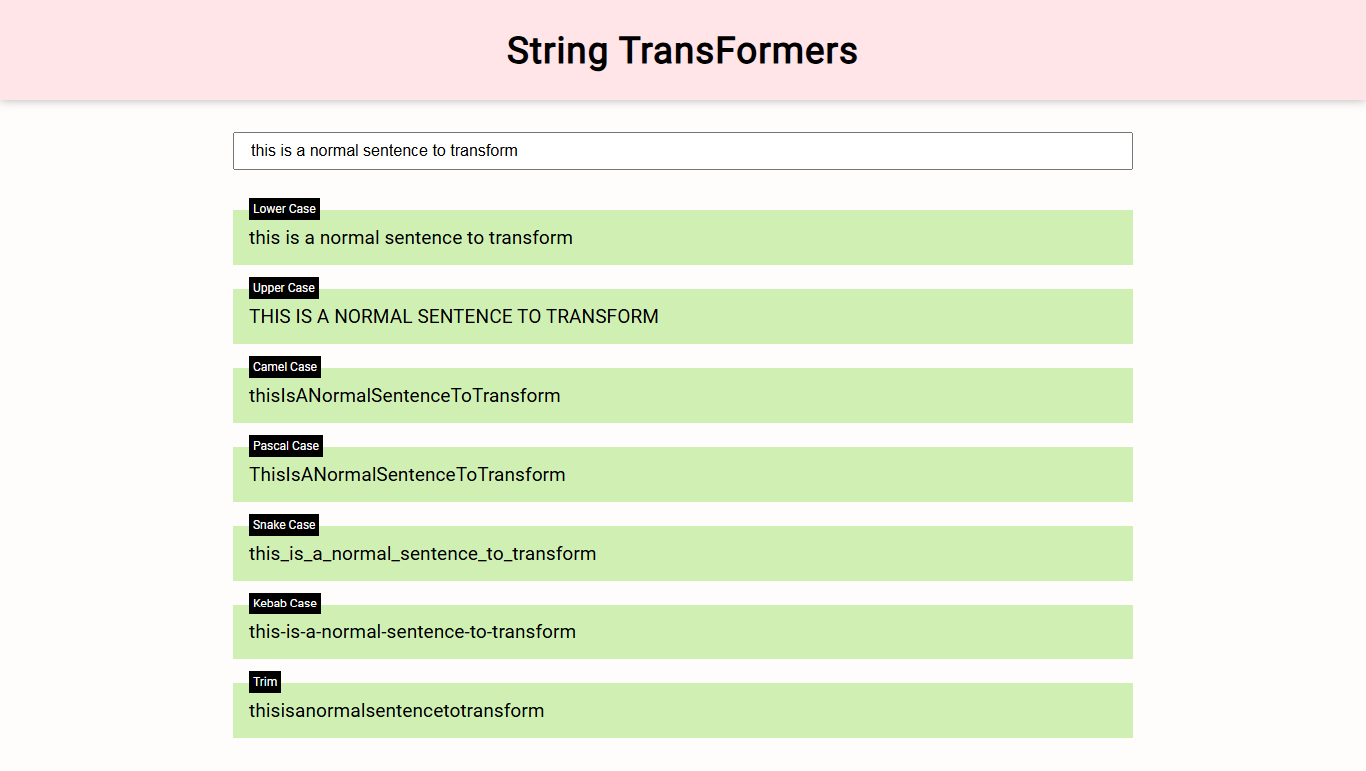 String TransFormers
this is a normal sentence to transform
Lower Case
this is a normal sentence to transform
Upper Case
THIS IS A NORMAL SENTENCE TO TRANSFORM
Camel Case
thisIsANormalSentenceToTransform
Pascal Case
ThisIsANormalSentenceToTransform
Snake Case
this_is_a_normal_sentence_to_transform
Kebab Case
this-is-a-normal-sentence-to-transform
Trim
thisisanormalsentencetotransform